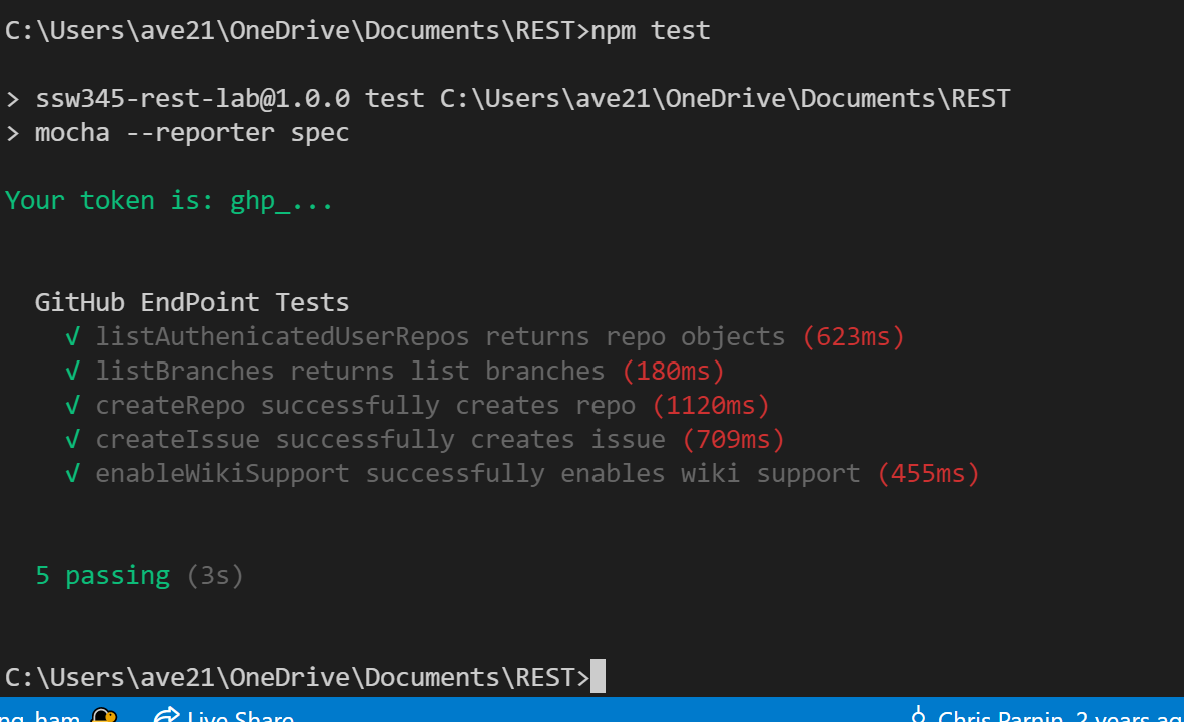 C:\Users\ave21\OneDrive\Documents\REST>npm test
> ssw345-rest-lab@1.0.0 test C:\Users\ave21\OneDrive\Documents\REST
> mocha --reporter spec
Your token is: ghp_...
GitHub EndPoint Tests
√ listAuthenicatedUserRepos returns repo objects (623ms)
√ listBranches returns list branches (180ms)
√ createRepo successfully creates repo (1120ms)
√ createIssue successfully creates issue (709ms)
√ enableWikiSupport successfully enables wiki support (455ms)
5 passing (3s)
C:\Users\ave21\OneDrive\Documents\REST>
Live Share Chris Parnin, 2 years